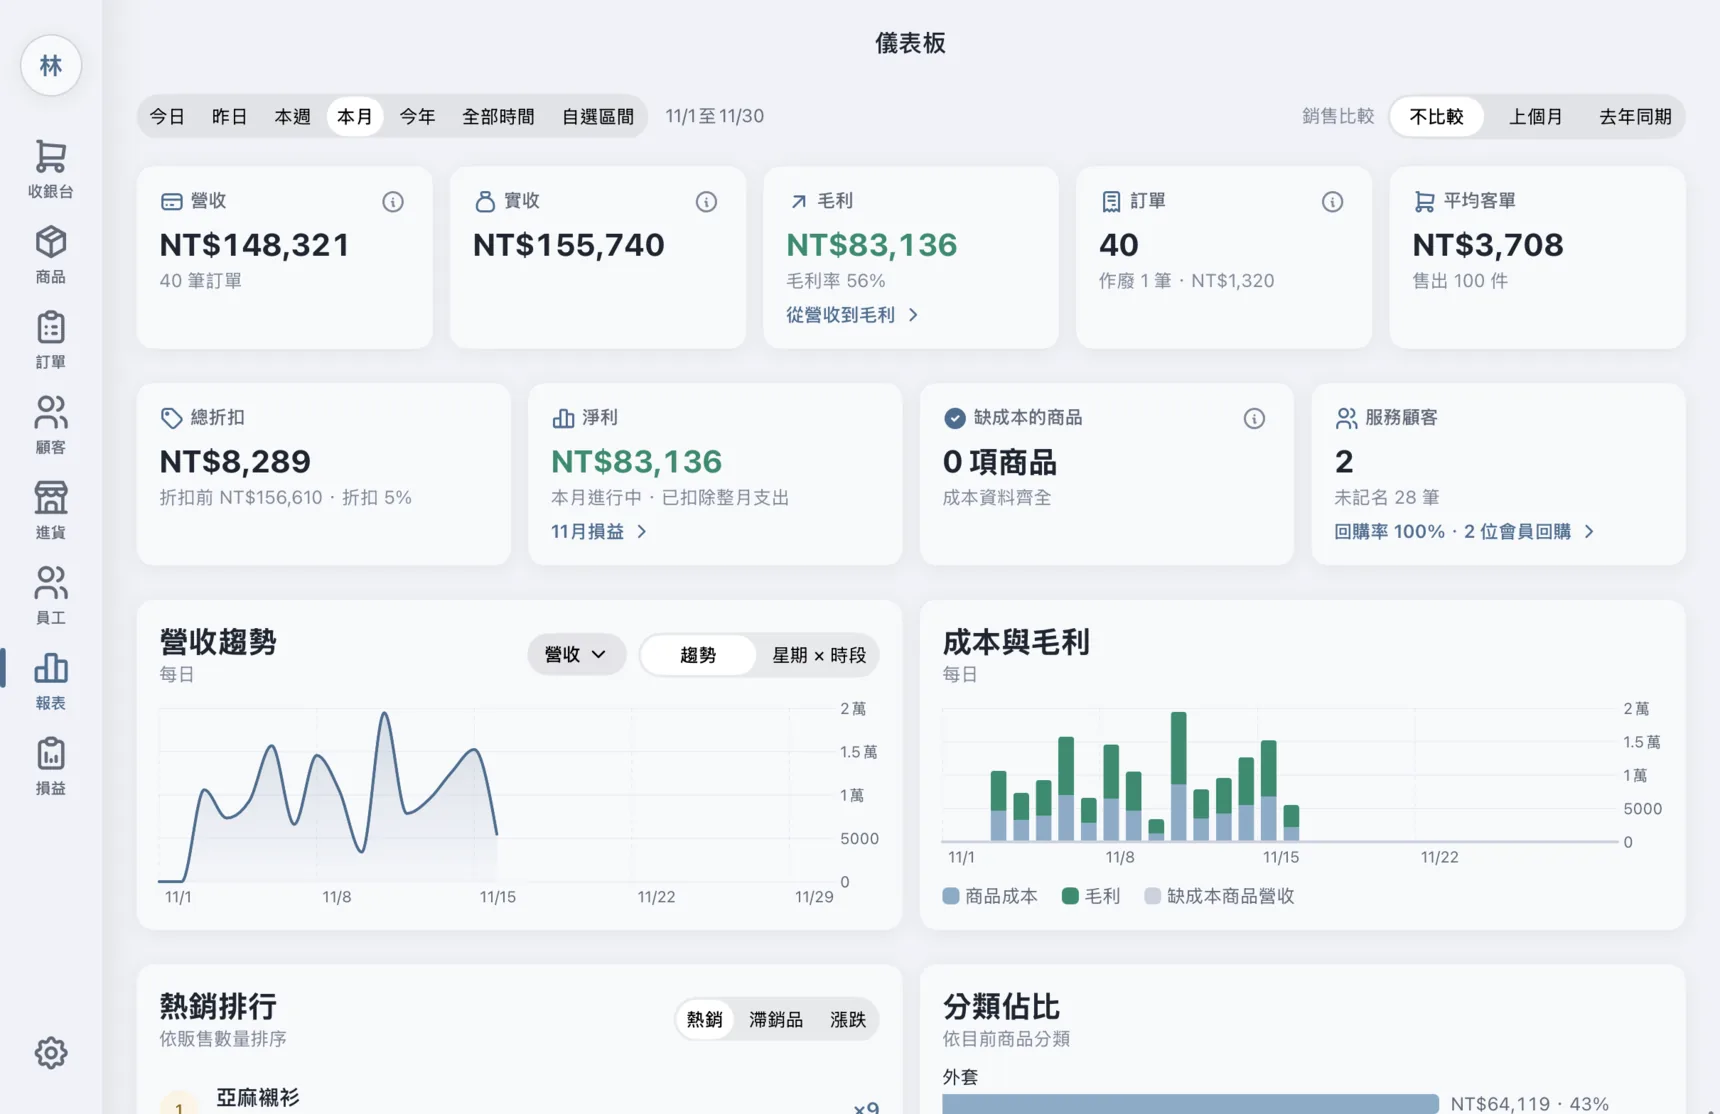 儀表板
林
收銀台
商品
訂單
顧客
進貨
員工
報表
損益
今日 昨日 本週 本月 今年 全部時間 自選區間 11/1至11/30
銷售比較 不比較 上個月 去年同期
營收
NT$148,321
40 筆訂單
實收
NT$155,740
毛利
NT$83,136
毛利率 56%
從營收到毛利
訂單
40
作廢 1 筆 · NT$1,320
平均客單
NT$3,708
售出 100 件
總折扣
NT$8,289
折扣前 NT$156,610 · 折扣 5%
淨利
NT$83,136
本月進行中 · 已扣除整月支出
11月損益
缺成本的商品
0 項商品
成本資料齊全
服務顧客
2
未記名 28 筆
回購率 100% · 2 位會員回購
營收趨勢
每日
營收 趨勢 星期 × 時段
2 萬
1.5 萬
1 萬
5000
0
11/1 11/8 11/15 11/22 11/29
成本與毛利
每日
2 萬
1.5 萬
1 萬
5000
0
11/1 11/8 11/15 11/22
商品成本 毛利 缺成本商品營收
熱銷排行
依販售數量排序
熱銷 滯銷品 漲跌
1
亞麻襯衫
×9
分類佔比
依目前商品分類
外套
NT$64,119 · 43%